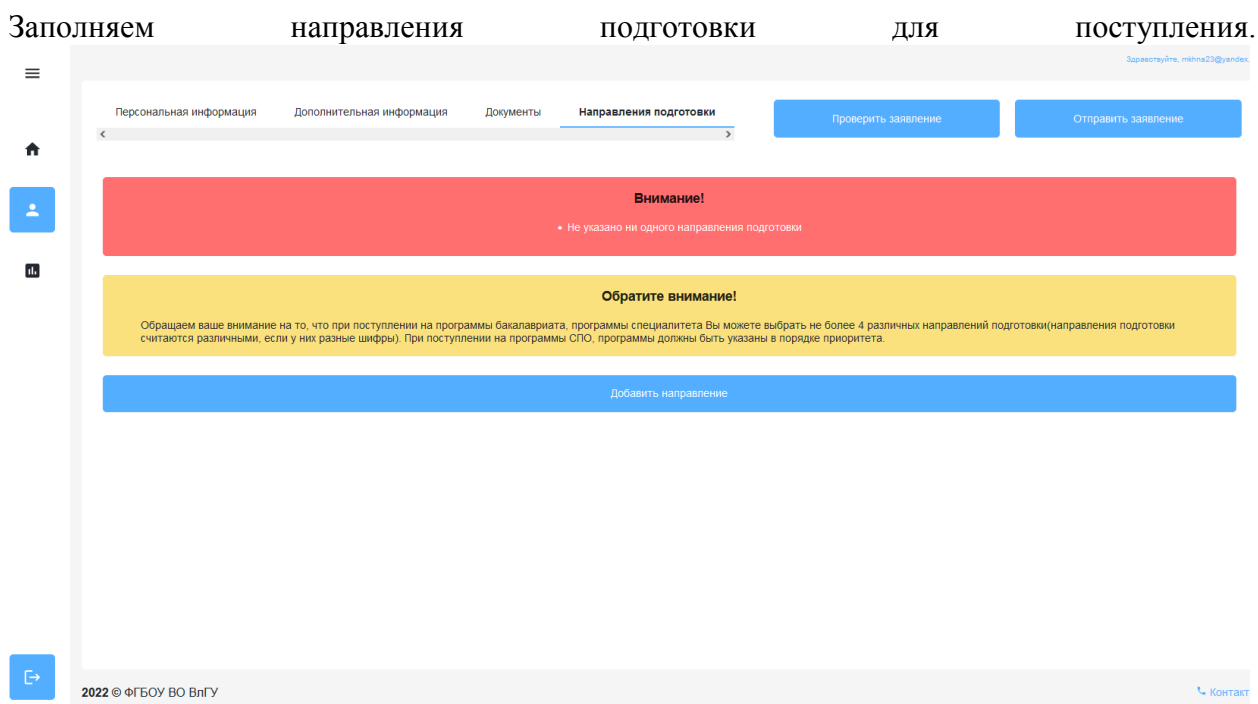 Заполняем направления подготовки для поступления.
Здравствуйте, mkhna23@yandex.
Персональная информация Дополнительная информация Документы Направления подготовки Проверить заявление Отправить заявление
Внимание!
• Не указано ни одного направления подготовки
Обратите внимание!
Обращаем ваше внимание на то, что при поступлении на программы бакалавриата, программы специалитета Вы можете выбрать не более 4 различных направлений подготовки(направления подготовки
считаются различными, если у них разные шифры). При поступлении на программы СПО, программы должны быть указаны в порядке приоритета.
Добавить направление
2022 © ФГБОУ ВО ВлГУ
Контакт